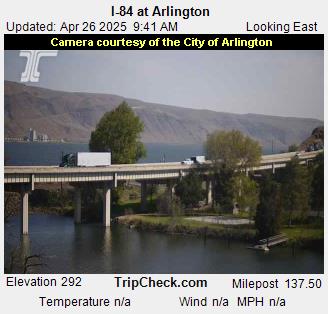 I-84 at Arlington
Updated: Apr 26 2025 9:41 AM Looking East
Camera courtesy of the City of Arlington
Elevation 292 TripCheck.com Milepost 137.50
Temperature n/a Wind n/a MPH n/a